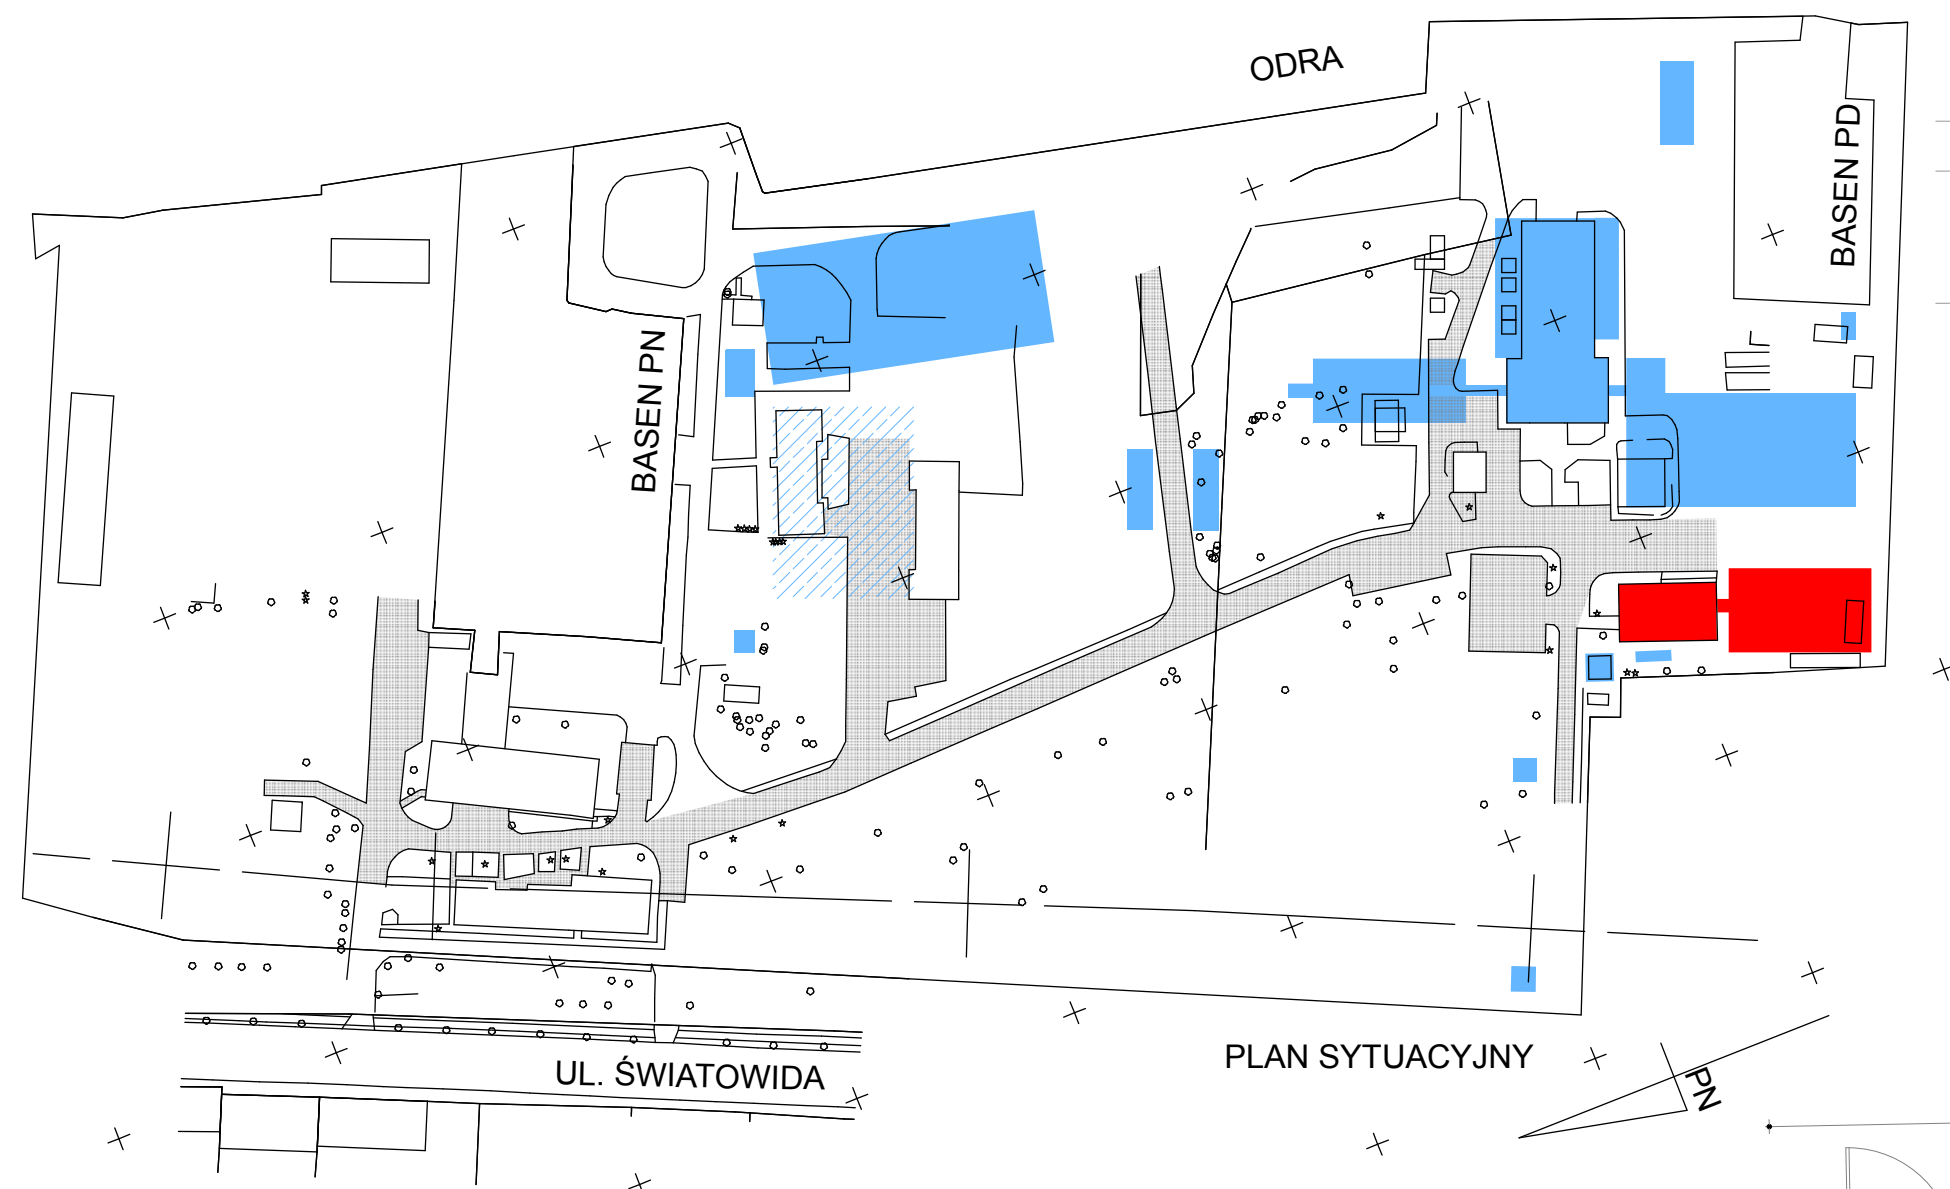 ODRA
BASEN PD
BASEN PN
UL. ŚWIATOWIDA
PLAN SYTUACYJNY
PN